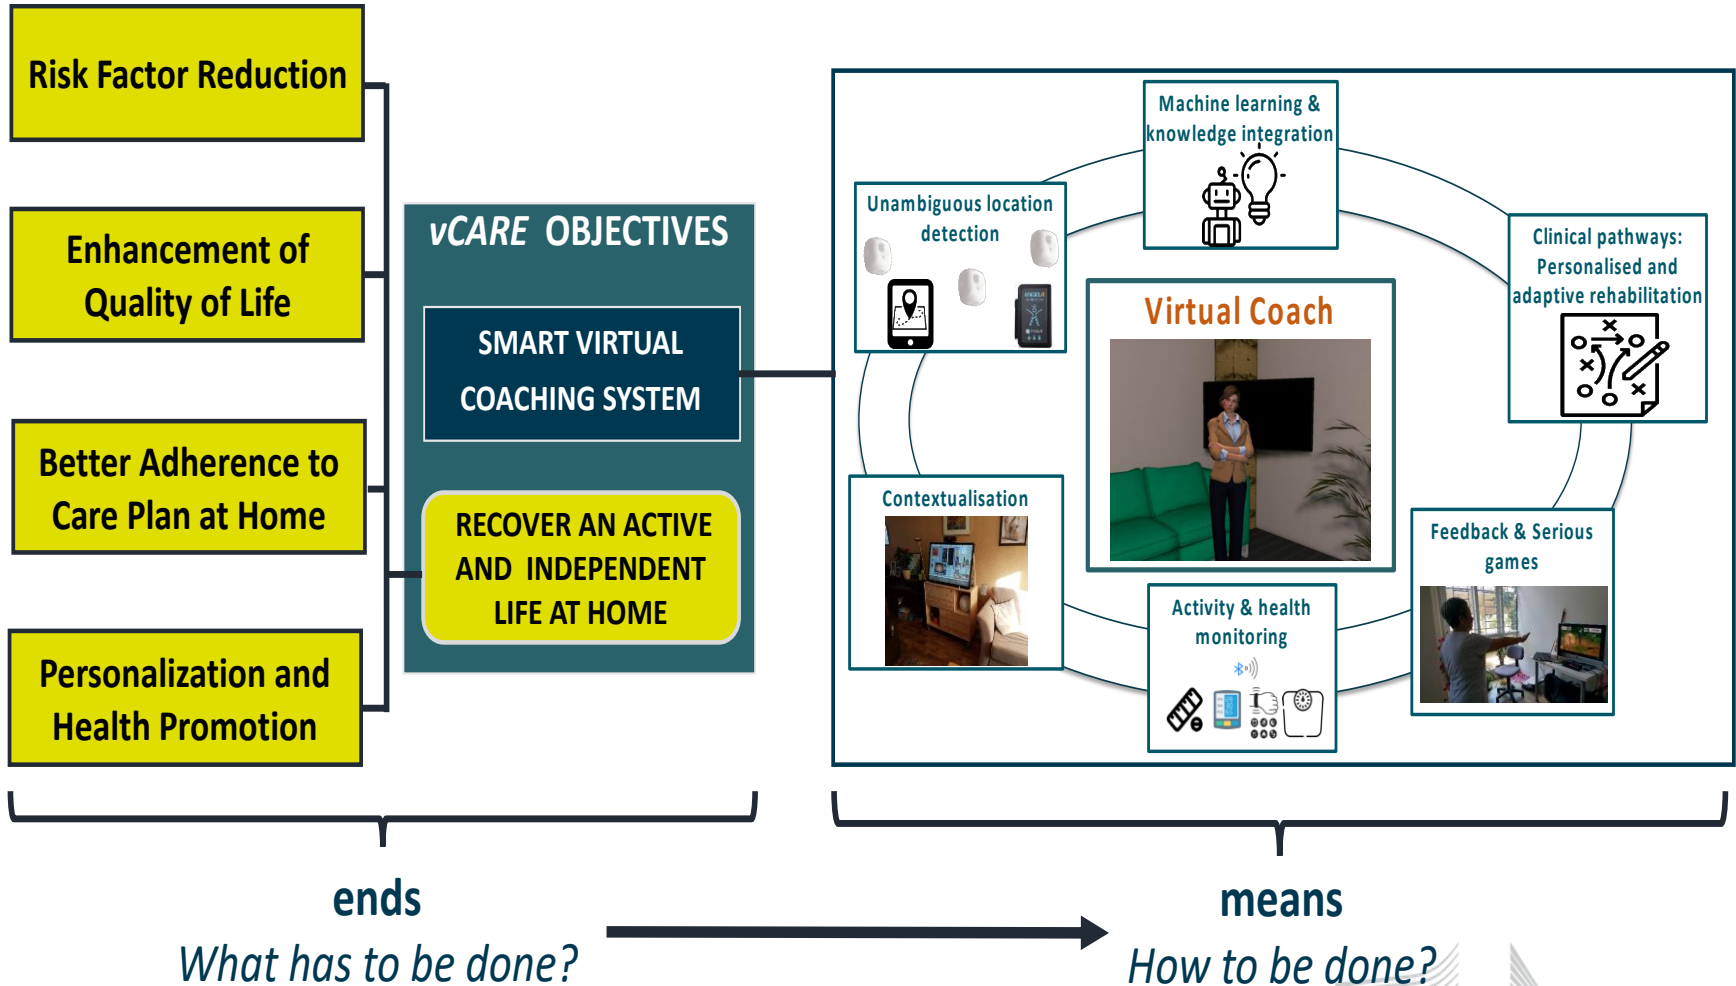 Risk Factor Reduction
Enhancement of
Quality of Life
Better Adherence to
Care Plan at Home
Personalization and
Health Promotion
vCARE OBJECTIVES
SMART VIRTUAL
COACHING SYSTEM
RECOVER AN ACTIVE
AND INDEPENDENT
LIFE AT HOME
Machine learning &
knowledge integration
Unambiguous location
detection
Clinical pathways:
Personalised and
adaptive rehabilitation
Virtual Coach
Contextualisation
Feedback & Serious
games
Activity & health
monitoring
ends
What has to be done?
means
How to be done?